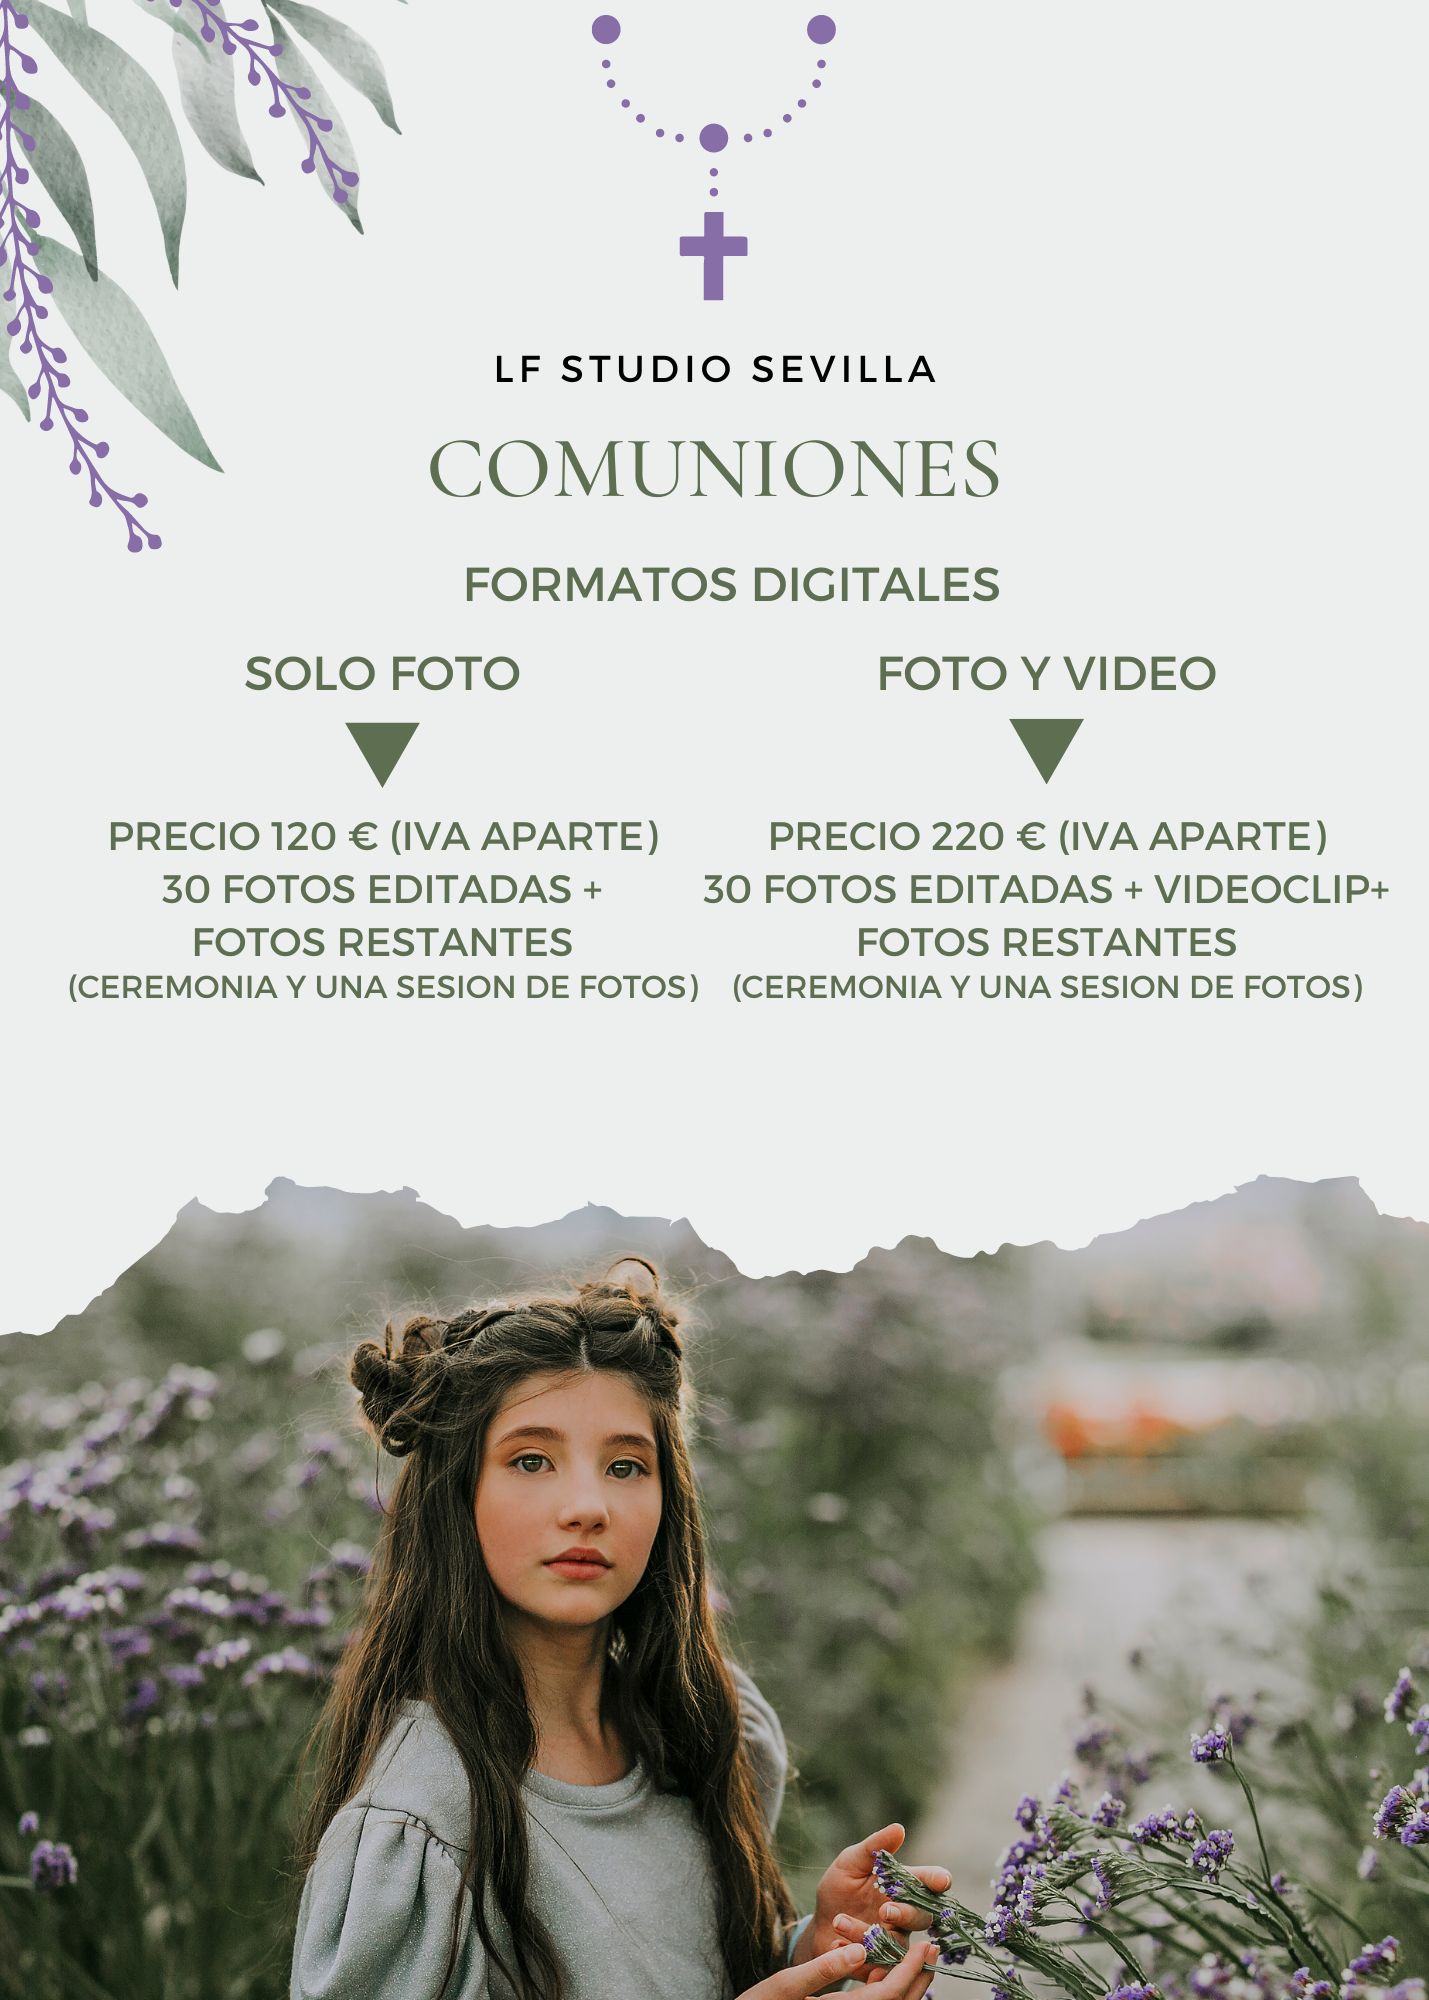 LF STUDIO SEVILLA
COMUNIONES
FORMATOS DIGITALES
SOLO FOTO
PRECIO 120 € (IVA APARTE)
30 FOTOS EDITADAS +
FOTOS RESTANTES
(CEREMONIA Y UNA SESION DE FOTOS)
FOTO Y VIDEO
PRECIO 220 € (IVA APARTE)
30 FOTOS EDITADAS + VIDEOCLIP+
FOTOS RESTANTES
(CEREMONIA Y UNA SESION DE FOTOS)